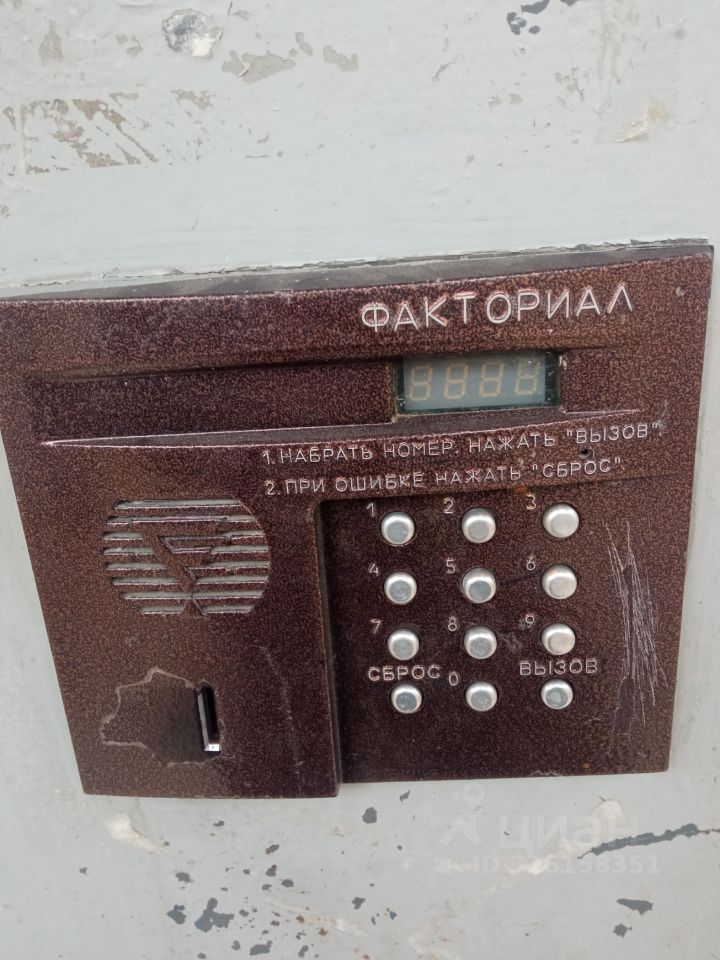 ФАКТОРИАЛ
1. НАБРАТЬ НОМЕР, НАЖАТЬ "ВЫЗОВ".
2. ПРИ ОШИБКЕ НАЖАТЬ "СБРОС"
1 2 3
4 5 6
7 8 9
СБРОС 0 ВЫЗОВ
циан